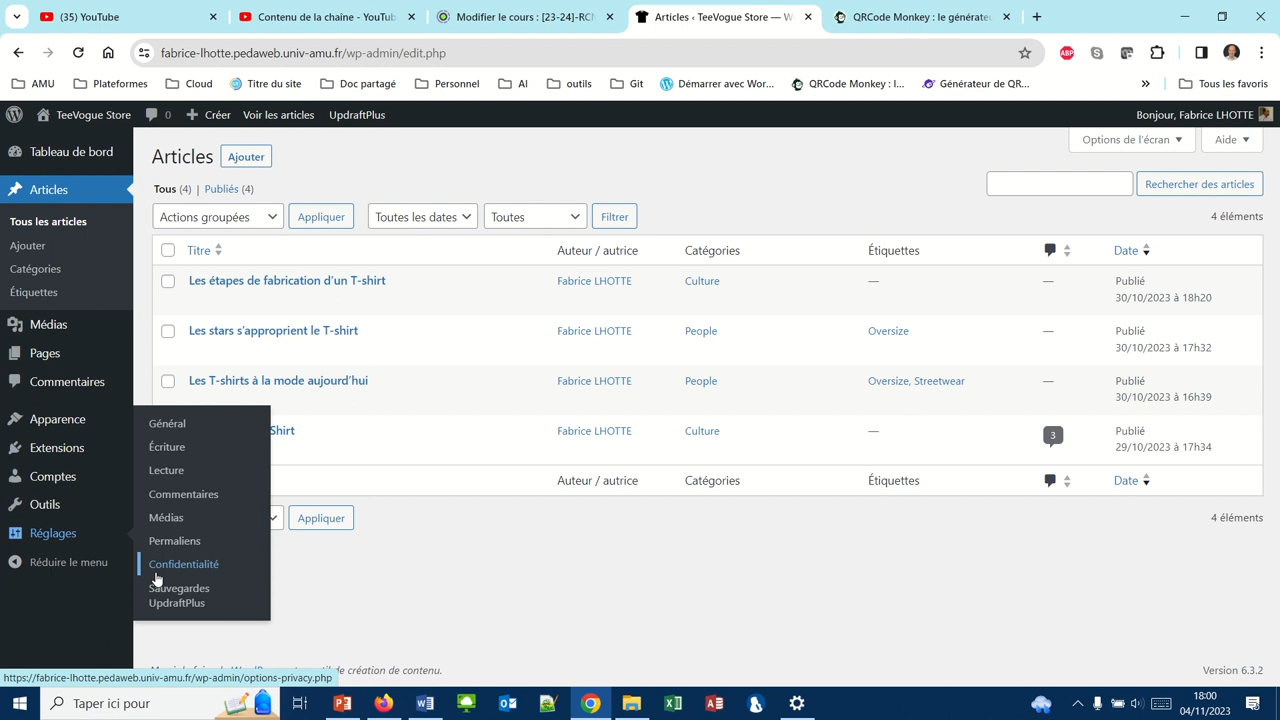 (35) YouTube
Contenu de la chaîne - YouTub
Modifier le cours : [23-24]-RCM
Articles ‹ TeeVogue Store — W
QRCode Monkey : le générateu
fabrice-lhotte.pedaweb.univ-amu.fr/wp-admin/edit.php
ABP
AMU
Plateformes
Cloud
Titre du site
Doc partagé
Personnel
AI
outils
Git
Démarrer avec Wor...
QRCode Monkey : l...
Générateur de QR...
»
Tous les favoris
TeeVogue Store
0
Créer
Voir les articles
UpdraftPlus
Bonjour, Fabrice LHOTTE
Tableau de bord
Articles
Tous les articles
Ajouter
Catégories
Étiquettes
Médias
Pages
Commentaires
Apparence
Extensions
Comptes
Outils
Réglages
Réduire le menu
Général
Écriture
Lecture
Commentaires
Médias
Permaliens
Confidentialité
Sauvegardes
UpdraftPlus
Options de l'écran
Aide
Articles
Ajouter
Tous (4) | Publiés (4)
Rechercher des articles
Actions groupées
Appliquer
Toutes les dates
Toutes
Filtrer
4 éléments
Titre
Auteur / autrice
Catégories
Étiquettes
Date
Les étapes de fabrication d'un T-shirt
Fabrice LHOTTE
Culture
—
—
Publié
30/10/2023 à 18h20
Les stars s'approprient le T-shirt
Fabrice LHOTTE
People
Oversize
—
Publié
30/10/2023 à 17h32
Les T-shirts à la mode aujourd'hui
Fabrice LHOTTE
People
Oversize, Streetwear
—
Publié
30/10/2023 à 16h39
Shirt
Fabrice LHOTTE
Culture
—
3
Publié
29/10/2023 à 17h34
Auteur / autrice
Catégories
Étiquettes
Date
Appliquer
4 éléments
de création de contenu.
Version 6.3.2
https://fabrice-lhotte.pedaweb.univ-amu.fr/wp-admin/options-privacy.php
Taper ici pour
18:00
04/11/2023